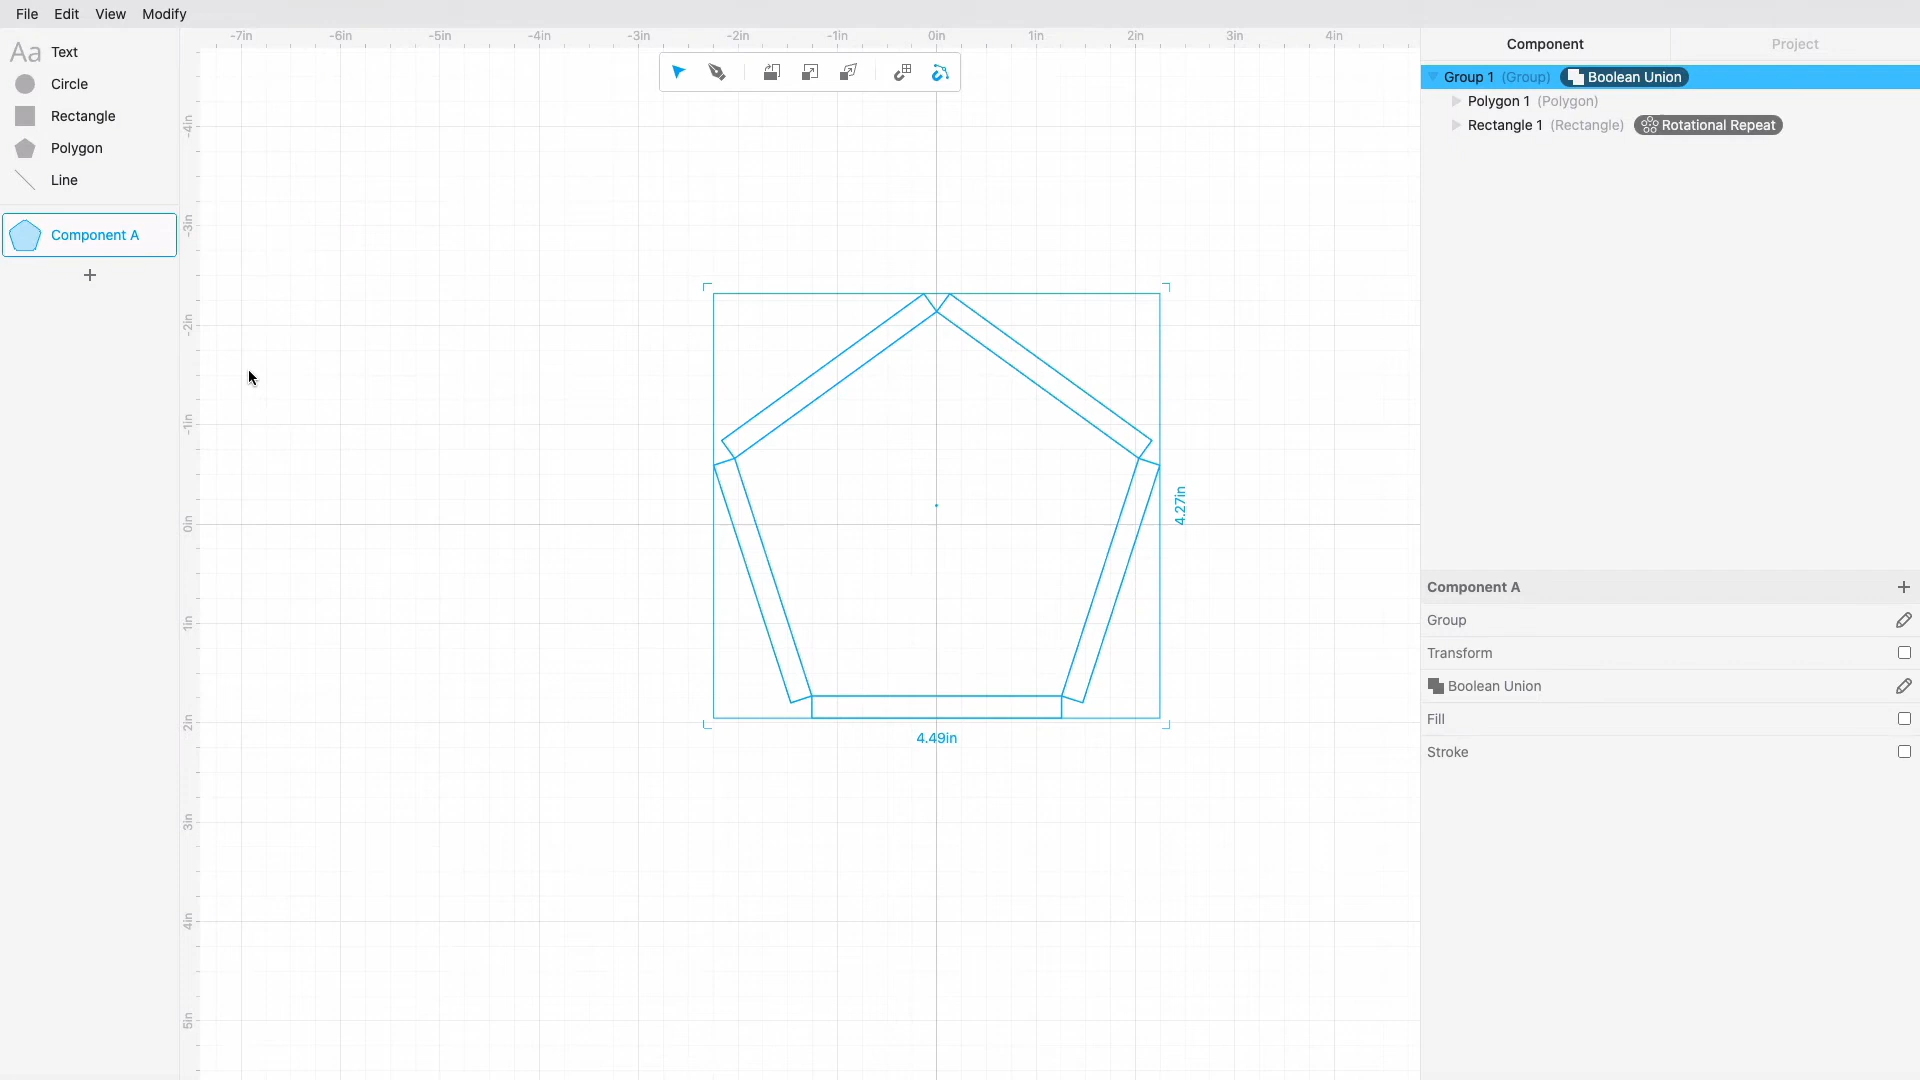 File Edit View Modify
-7in -6in -5in -4in -3in -2in -1in 0in 1in 2in 3in 4in
Aa Text
Circle
Rectangle
Polygon
Line
Component A
+
-4in
-3in
-2in
-1in
0in
1in
2in
3in
4in
5in
4.27in
4.49in
Component Project
Group 1 (Group) Boolean Union
Polygon 1 (Polygon)
Rectangle 1 (Rectangle) Rotational Repeat
Component A +
Group
Transform
Boolean Union
Fill
Stroke